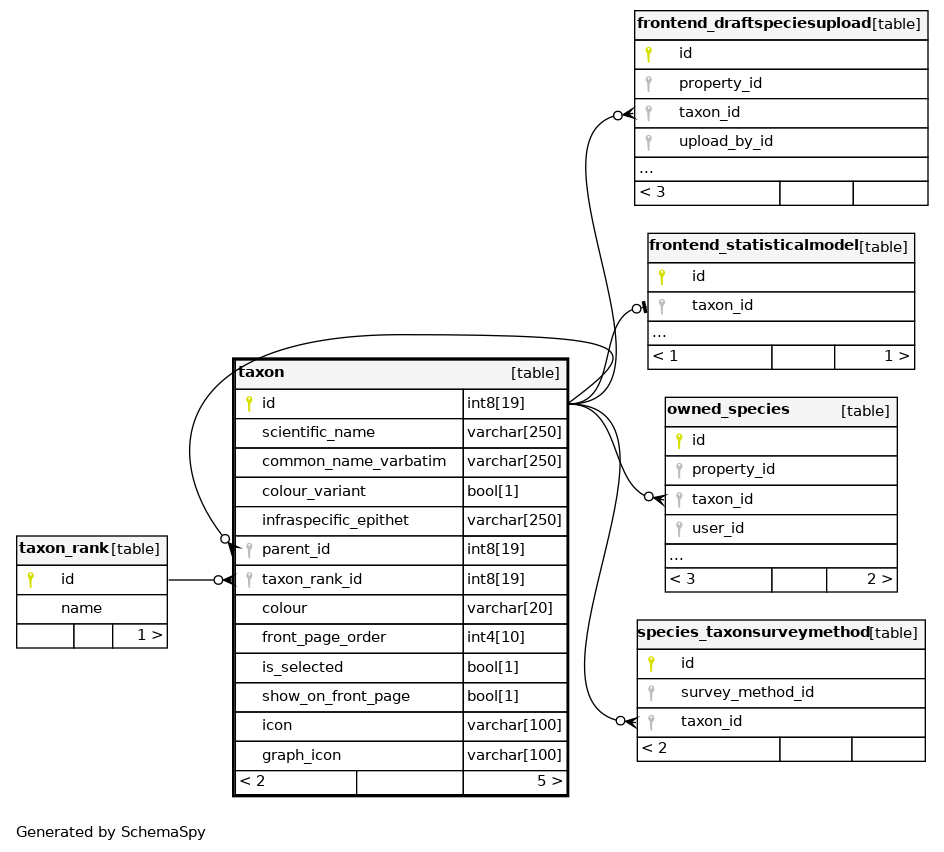 frontend_draftspeciesupload [table]
id
property_id
taxon_id
upload_by_id
...
< 3
frontend_statisticalmodel [table]
id
taxon_id
...
< 1 1 >
taxon [table]
id int8[19]
scientific_name varchar[250]
common_name_varbatim varchar[250]
colour_variant bool[1]
infraspecific_epithet varchar[250]
parent_id int8[19]
taxon_rank_id int8[19]
colour varchar[20]
front_page_order int4[10]
is_selected bool[1]
show_on_front_page bool[1]
icon varchar[100]
graph_icon varchar[100]
< 2 5 >
owned_species [table]
id
property_id
taxon_id
user_id
...
< 3 2 >
taxon_rank [table]
id
name
1 >
species_taxonsurveymethod [table]
id
survey_method_id
taxon_id
< 2
Generated by SchemaSpy